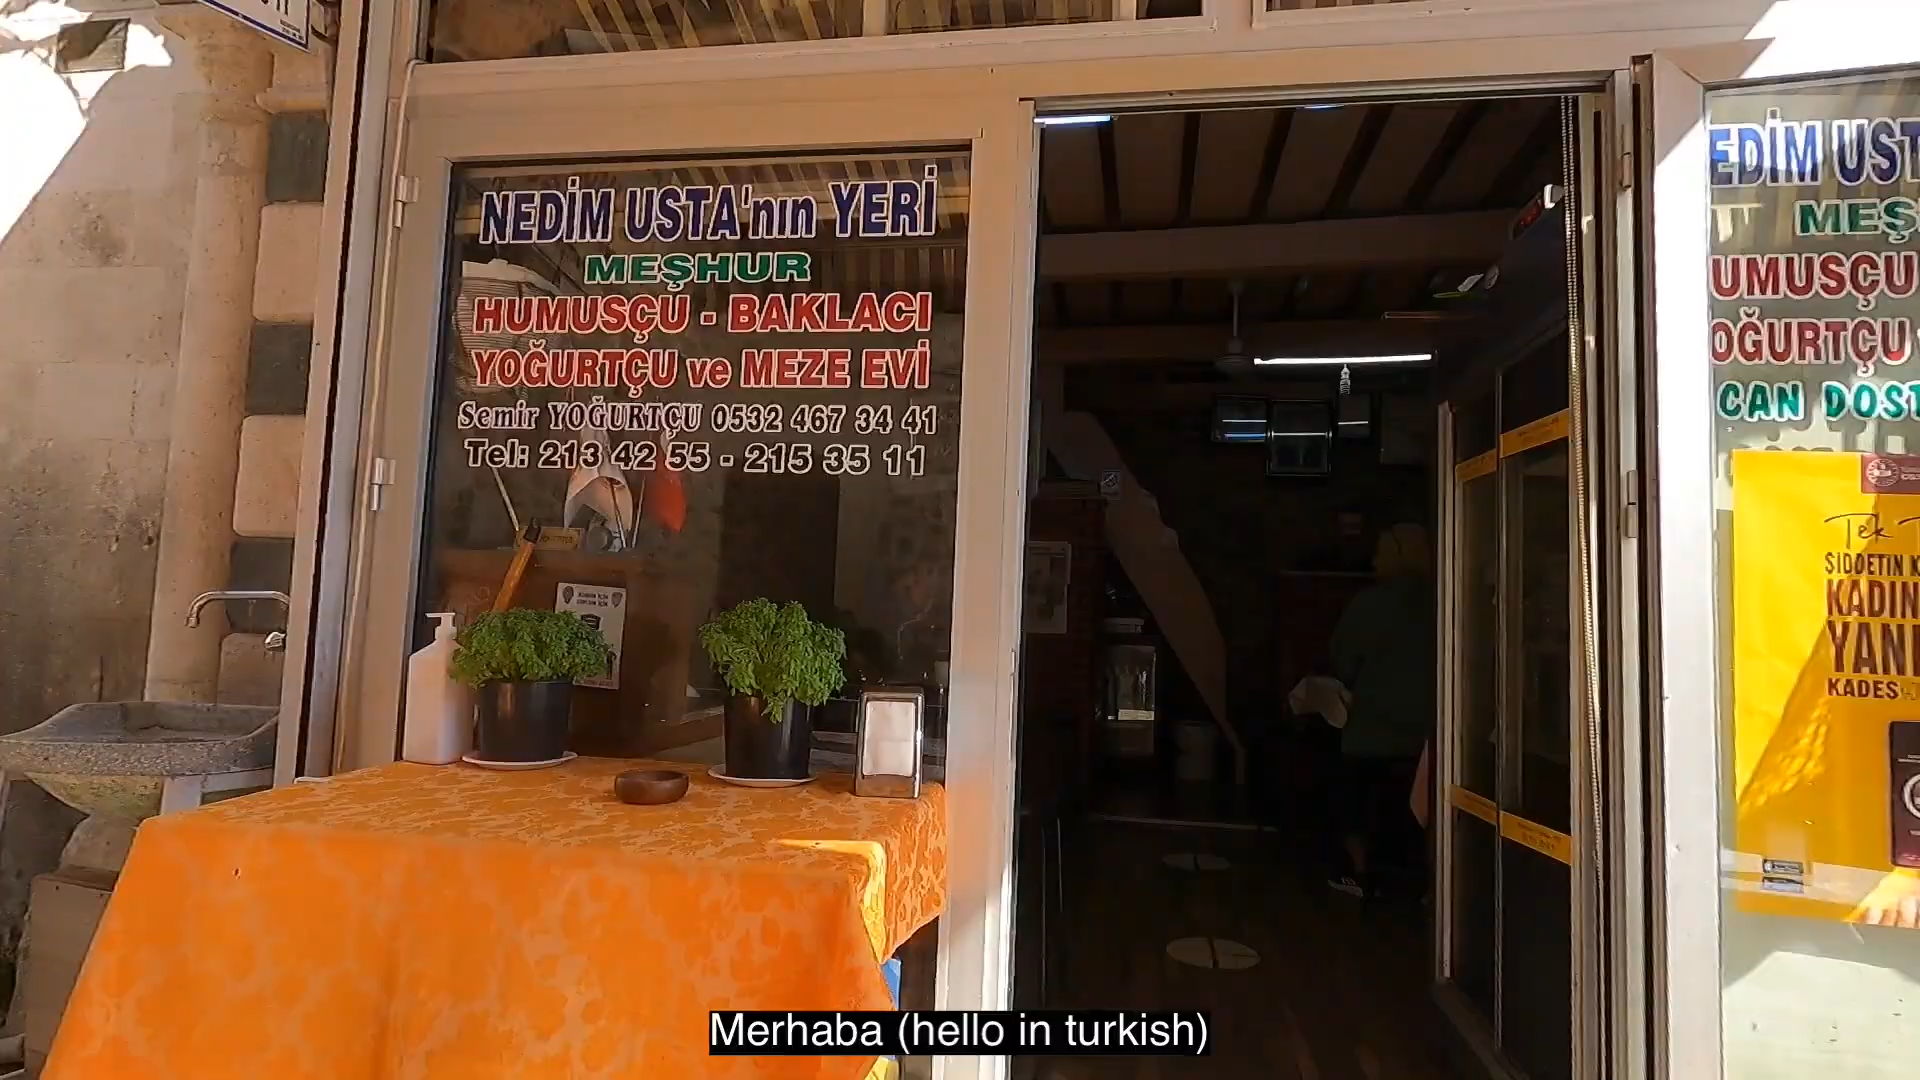 NEDİM USTA'nın YERİ
MEŞHUR
HUMUSÇU - BAKLACI
YOĞURTÇU ve MEZE EVİ
Semir YOĞURTÇU 0532 467 34 41
Tel: 213 42 55 - 215 35 11
EDİM UST
MEŞ
UMUSÇU
OĞURTÇU
CAN DOST
Tek T
ŞİDDETİN K
KADIN
YANI
KADES
Merhaba (hello in turkish)